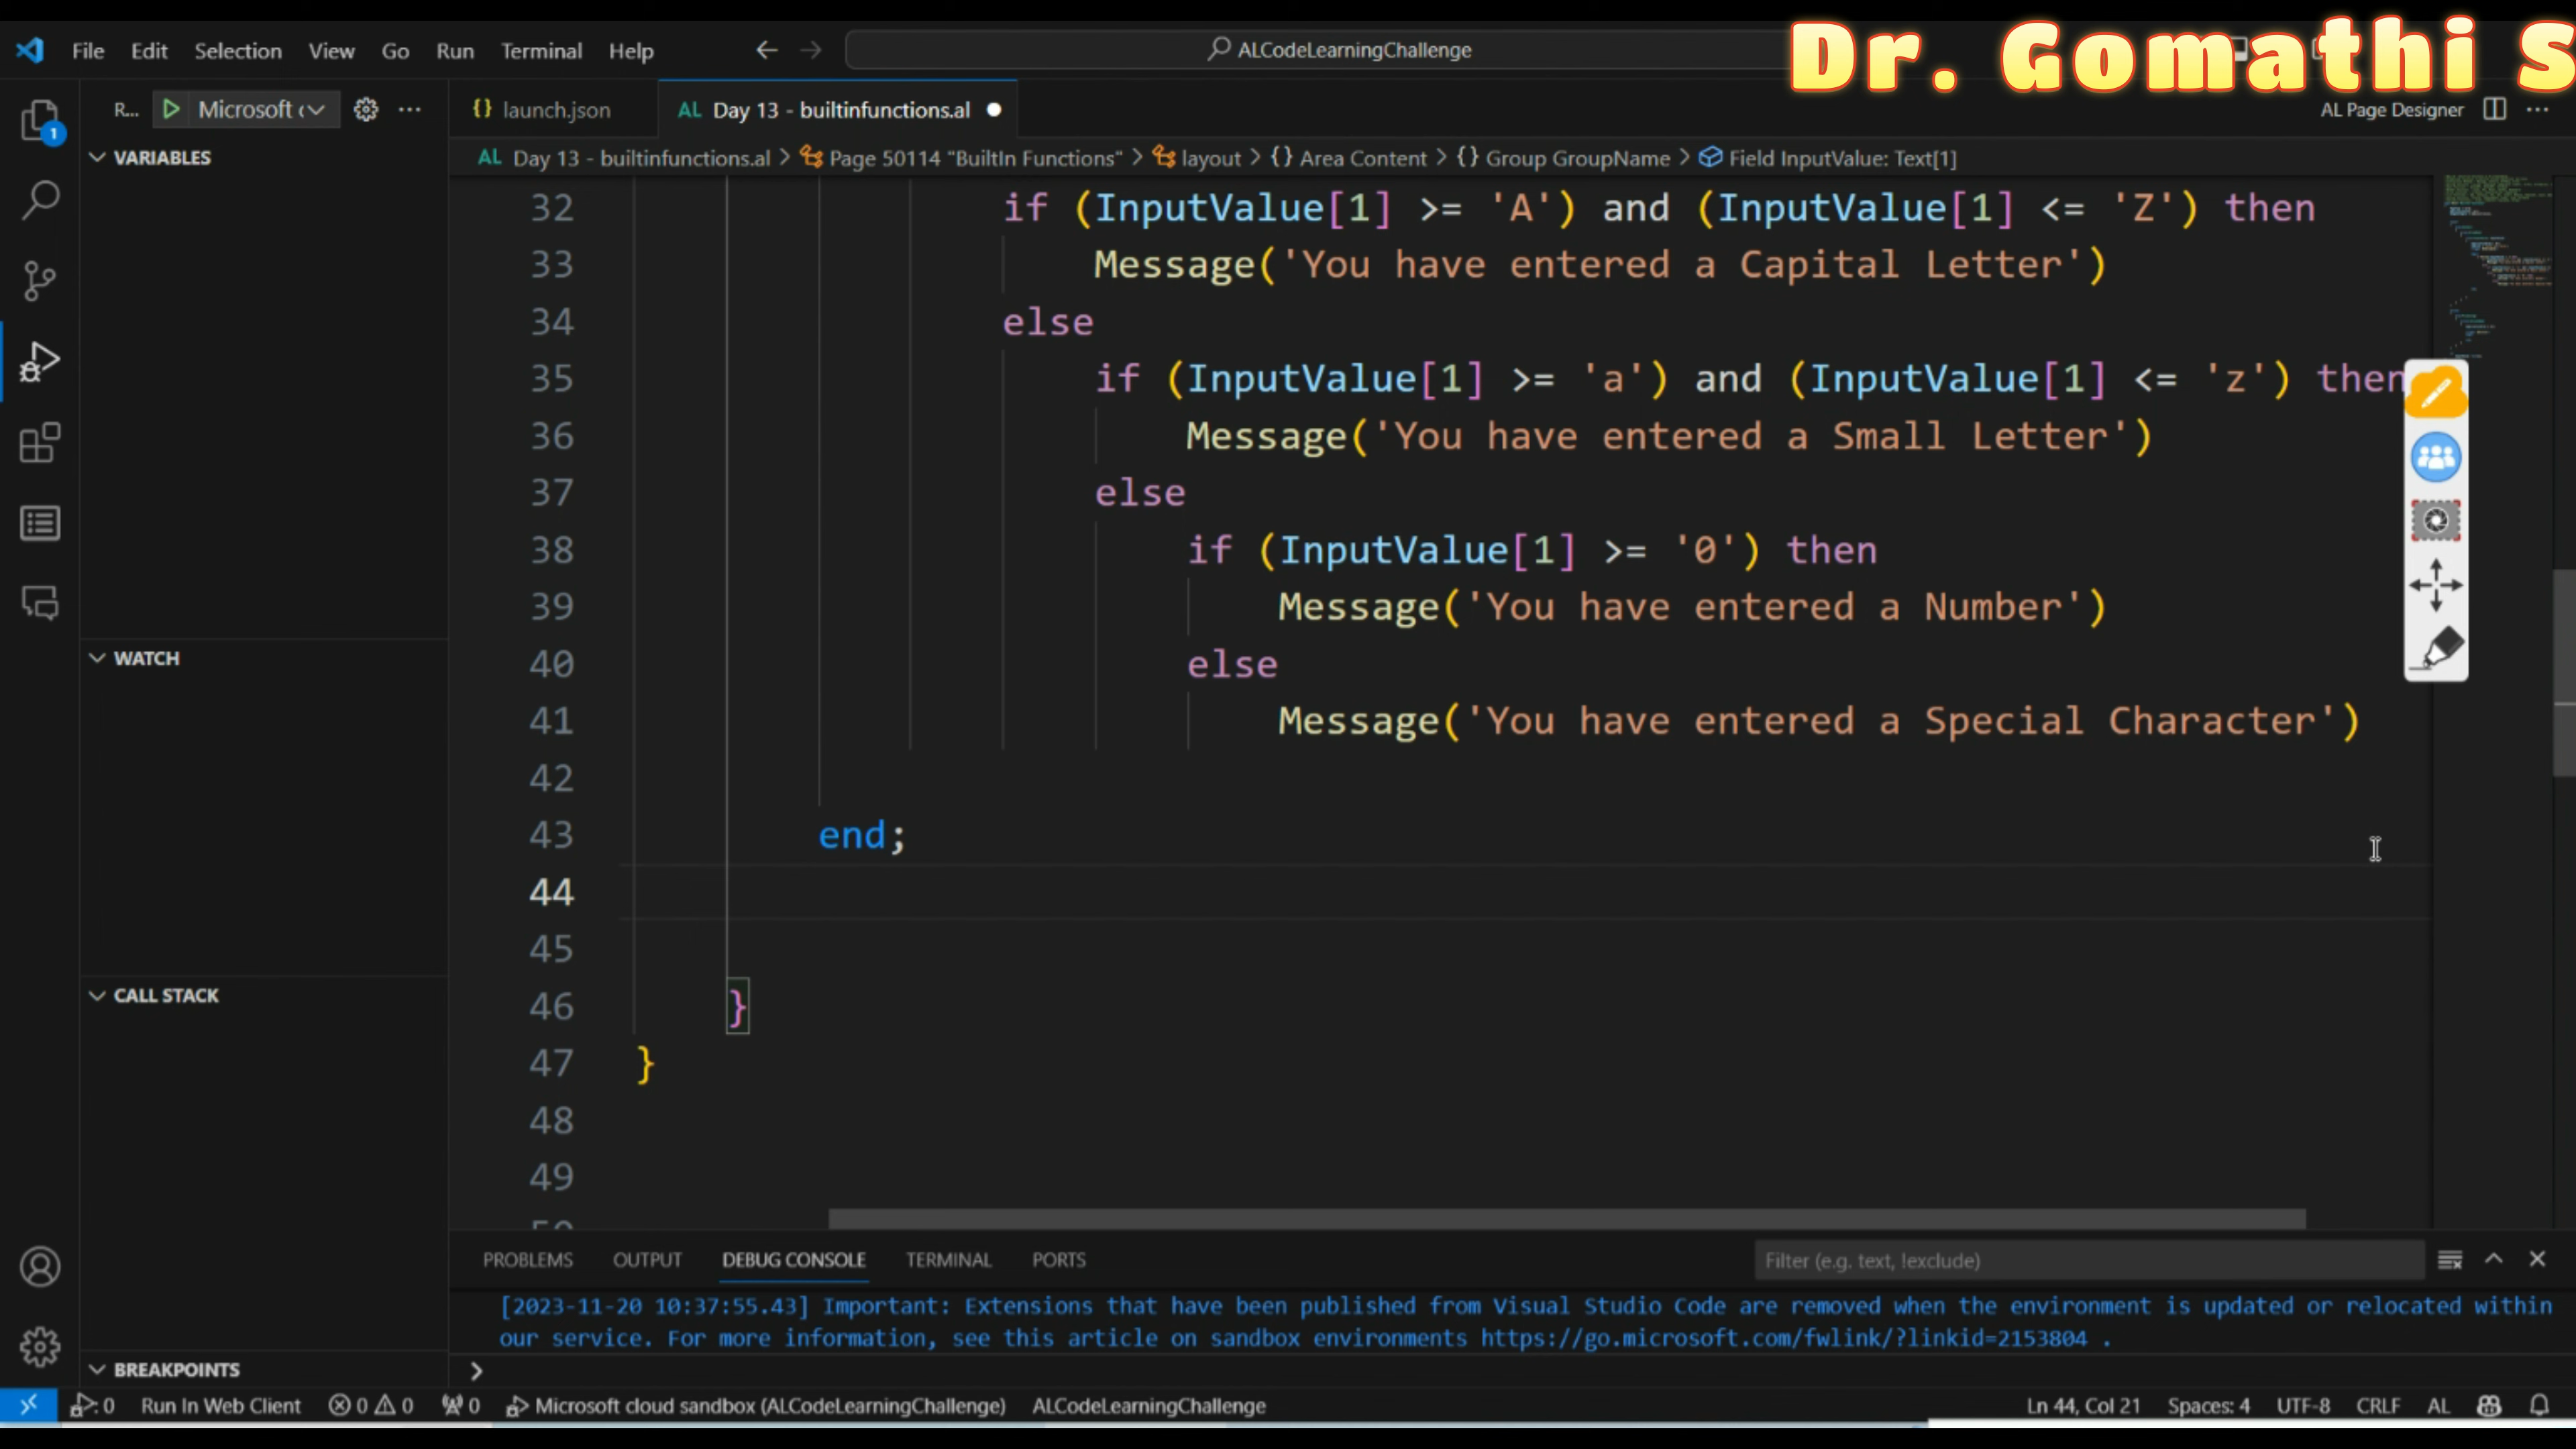 Dr. Gomathi S
File Edit Selection View Go Run Terminal Help
ALCodeLearningChallenge
R... Microsoft
launch.json
AL Day 13 - builtinfunctions.al
AL Page Designer
1
AL Day 13 - builtinfunctions.al > Page 50114 "BuiltIn Functions" > layout > {} Area Content > {} Group GroupName > Field InputValue: Text[1]
VARIABLES
WATCH
CALL STACK
BREAKPOINTS
32 if (InputValue[1] >= 'A') and (InputValue[1] <= 'Z') then
33 Message('You have entered a Capital Letter')
34 else
35 if (InputValue[1] >= 'a') and (InputValue[1] <= 'z') then
36 Message('You have entered a Small Letter')
37 else
38 if (InputValue[1] >= '0') then
39 Message('You have entered a Number')
40 else
41 Message('You have entered a Special Character')
42
43 end;
44
45
46 }
47 }
48
49
PROBLEMS OUTPUT DEBUG CONSOLE TERMINAL PORTS
Filter (e.g. text, !exclude)
[2023-11-20 10:37:55.43] Important: Extensions that have been published from Visual Studio Code are removed when the environment is updated or relocated within
our service. For more information, see this article on sandbox environments https://go.microsoft.com/fwlink/?linkid=2153804 .
: 0 Run In Web Client 0 0 0 Microsoft cloud sandbox (ALCodeLearningChallenge) ALCodeLearningChallenge
Ln 44, Col 21 Spaces: 4 UTF-8 CRLF AL